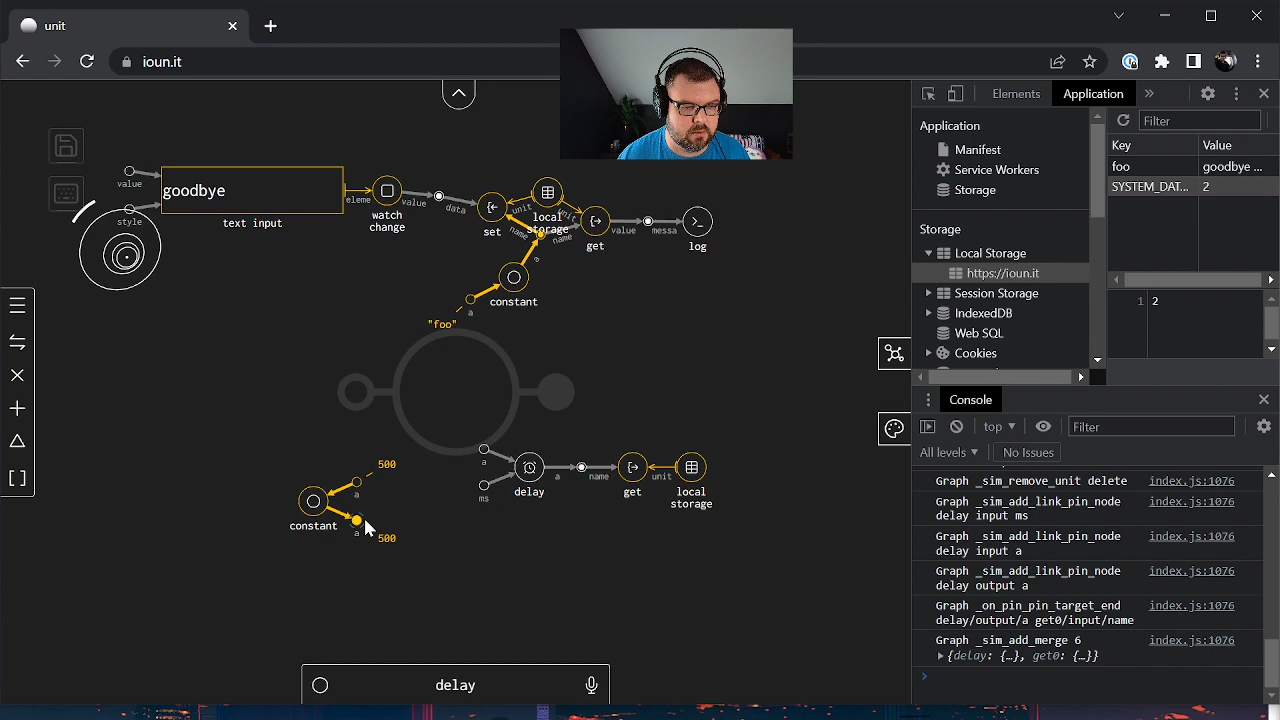 unit
ioun.it
value
style
goodbye
text input
eleme
watch
change
value
data
set
unit
unit
local
storage
name
name
get
value
messa
log
a
constant
a
"foo"
500
a
constant
a
500
a
ms
delay
a
name
get
unit
local
storage
delay
Elements
Application
Filter
Application
Manifest
Service Workers
Storage
Storage
Local Storage
https://ioun.it
Session Storage
IndexedDB
Web SQL
Cookies
Key
Value
foo
goodbye ...
SYSTEM_DAT...
2
1
2
Console
top
Filter
All levels
No Issues
Graph _sim_remove_unit delete
index.js:1076
Graph _sim_add_link_pin_node
index.js:1076
delay input ms
Graph _sim_add_link_pin_node
index.js:1076
delay input a
Graph _sim_add_link_pin_node
index.js:1076
delay output a
Graph _on_pin_pin_target_end
index.js:1076
delay/output/a get0/input/name
Graph _sim_add_merge 6
index.js:1076
{delay: {…}, get0: {…}}